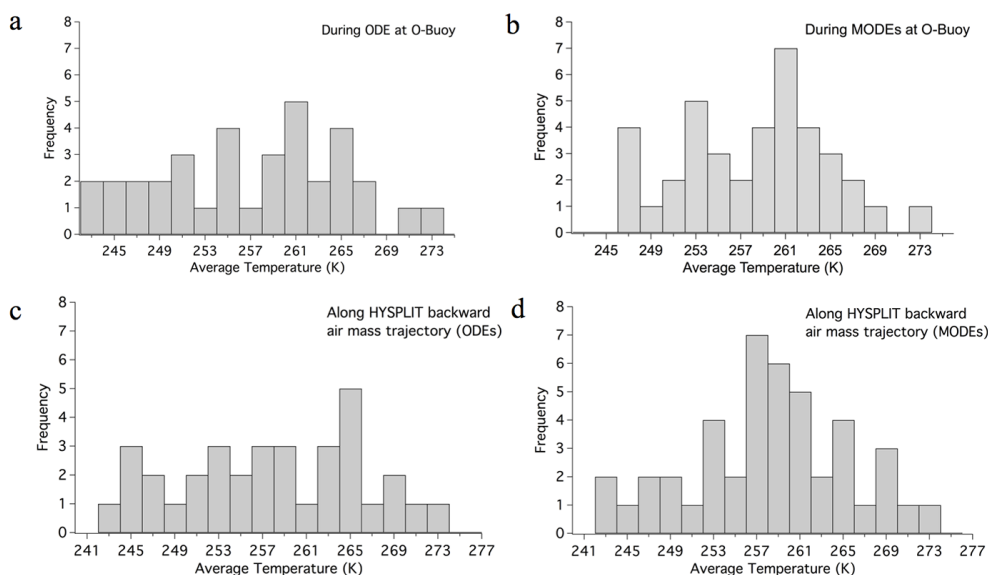 a
During ODE at O-Buoy
8
7
6
5
4
3
2
1
0
Frequency
245 249 253 257 261 265 269 273
Average Temperature (K)
b
During MODEs at O-Buoy
8
7
6
5
4
3
2
1
0
Frequency
245 249 253 257 261 265 269 273
Average Temperature (K)
c
Along HYSPLIT backward
air mass trajectory (ODEs)
8
7
6
5
4
3
2
1
0
Frequency
241 245 249 253 257 261 265 269 273 277
Average Temperature (K)
d
Along HYSPLIT backward
air mass trajectory (MODEs)
8
7
6
5
4
3
2
1
0
Frequency
241 245 249 253 257 261 265 269 273 277
Average Temperature (K)